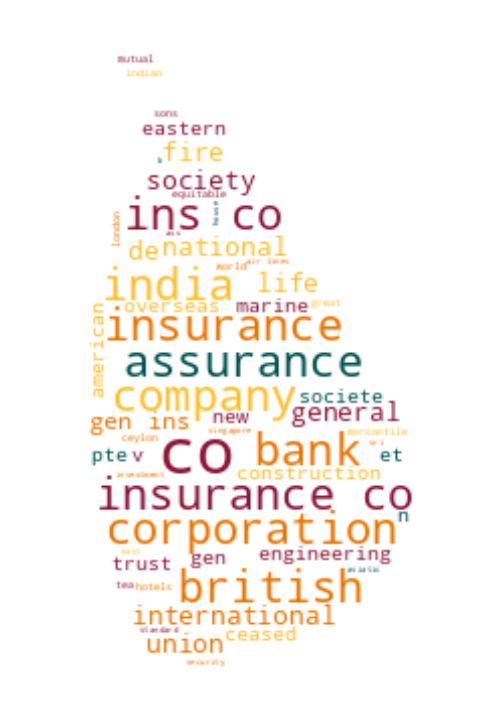 mutual
indian
sons
eastern
fire
society
equitable
ins co
house
london
de national
world air lines
india life
overseas marine great
american
insurance
assurance
company societe
general
gen ins new
singapore mercantile
ceylon
co bank sri
pte v et
investment construction
insurance co
corporation n
east
trust gen engineering
asiatic
tea hotels british
international
standard ceased
union
security